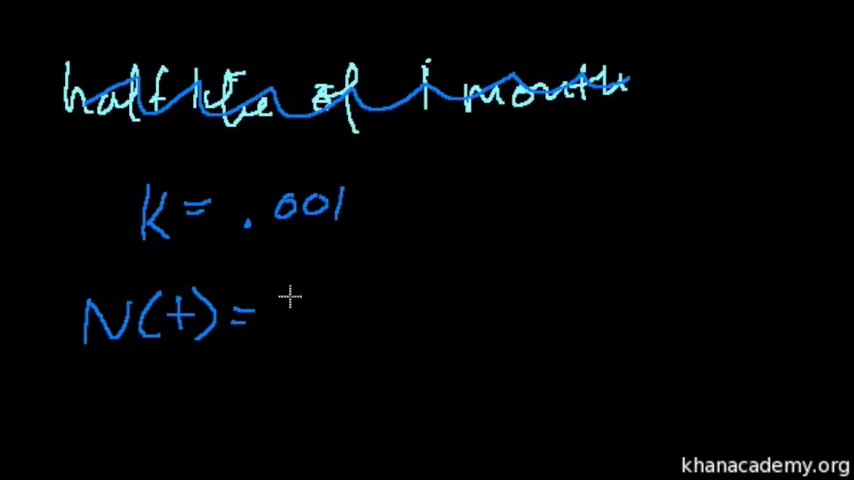 half life of 1 month
K = .001
N(t) =
khanacademy.org